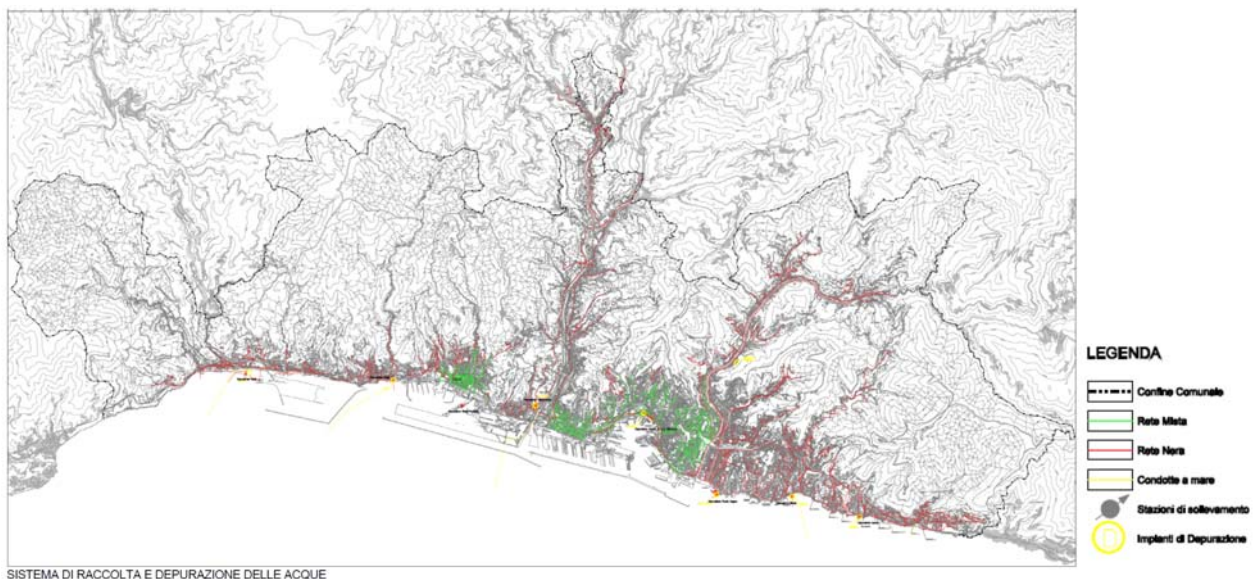 LEGENDA
Confine Comunale
Rete Mista
Rete Nera
Condotte a mare
Stazioni di sollevamento
Impianti di Depurazione
SISTEMA DI RACCOLTA E DEPURAZIONE DELLE ACQUE